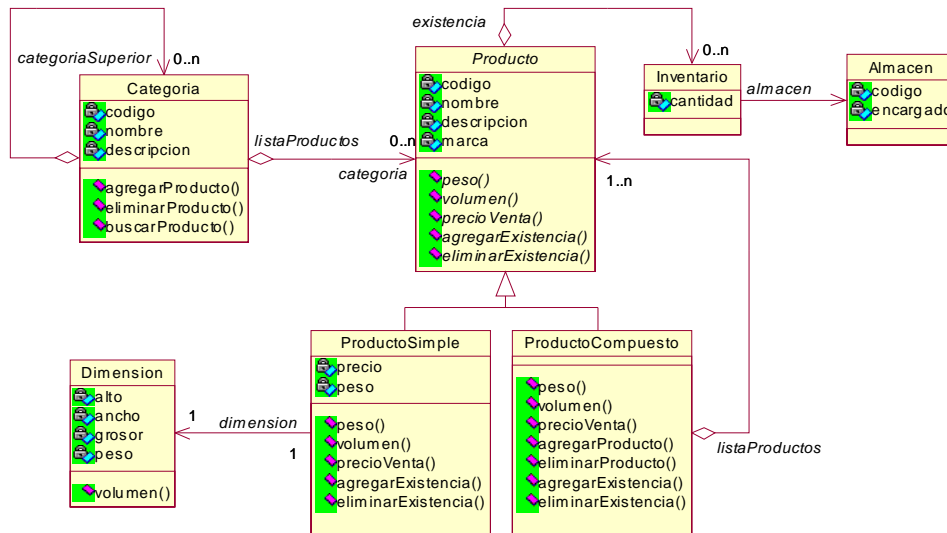 existencia
categoriaSuperior
0..n
Categoria
codigo
nombre
descripcion
agregarProducto()
eliminarProducto()
buscarProducto()
listaProductos
0..n
categoria
Producto
codigo
nombre
descripcion
marca
peso()
volumen()
precioVenta()
agregarExistencia()
eliminarExistencia()
0..n
Inventario
cantidad
almacen
Almacen
codigo
encargado
1..n
Dimension
alto
ancho
grosor
peso
volumen()
1
dimension
1
ProductoSimple
precio
peso
peso()
volumen()
precioVenta()
agregarExistencia()
eliminarExistencia()
ProductoCompuesto
peso()
volumen()
precioVenta()
agregarProducto()
eliminarProducto()
agregarExistencia()
eliminarExistencia()
listaProductos